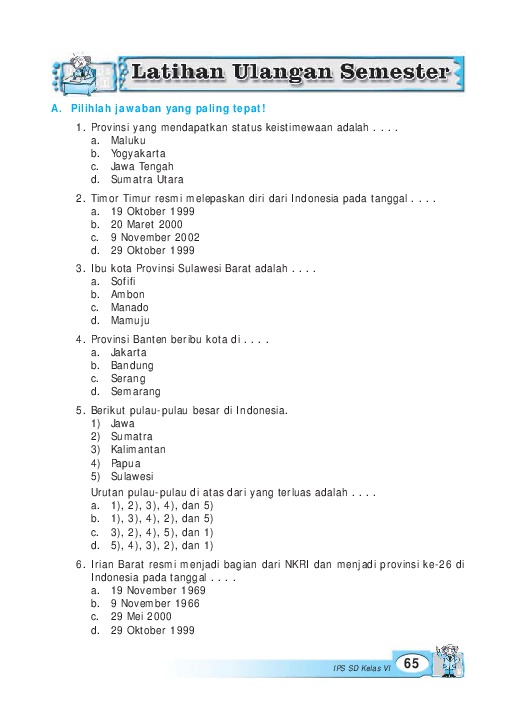 Latihan Ulangan Semester
A. Pilihlah jawaban yang paling tepat!
1. Provinsi yang mendapatkan status keistimewaan adalah . . . .
a. Maluku
b. Yogyakarta
c. Jawa Tengah
d. Sumatra Utara
2. Timor Timur resmi melepaskan diri dari Indonesia pada tanggal . . . .
a. 19 Oktober 1999
b. 20 Maret 2000
c. 9 November 2002
d. 29 Oktober 1999
3. Ibu kota Provinsi Sulawesi Barat adalah . . . .
a. Sofifi
b. Ambon
c. Manado
d. Mamuju
4. Provinsi Banten beribu kota di . . . .
a. Jakarta
b. Bandung
c. Serang
d. Semarang
5. Berikut pulau-pulau besar di Indonesia.
1) Jawa
2) Sumatra
3) Kalimantan
4) Papua
5) Sulawesi
Urutan pulau-pulau di atas dari yang terluas adalah . . . .
a. 1), 2), 3), 4), dan 5)
b. 1), 3), 4), 2), dan 5)
c. 3), 2), 4), 5), dan 1)
d. 5), 4), 3), 2), dan 1)
6. Irian Barat resmi menjadi bagian dari NKRI dan menjadi provinsi ke-26 di
Indonesia pada tanggal . . . .
a. 19 November 1969
b. 9 November 1966
c. 29 Mei 2000
d. 29 Oktober 1999
IPS SD Kelas VI 65